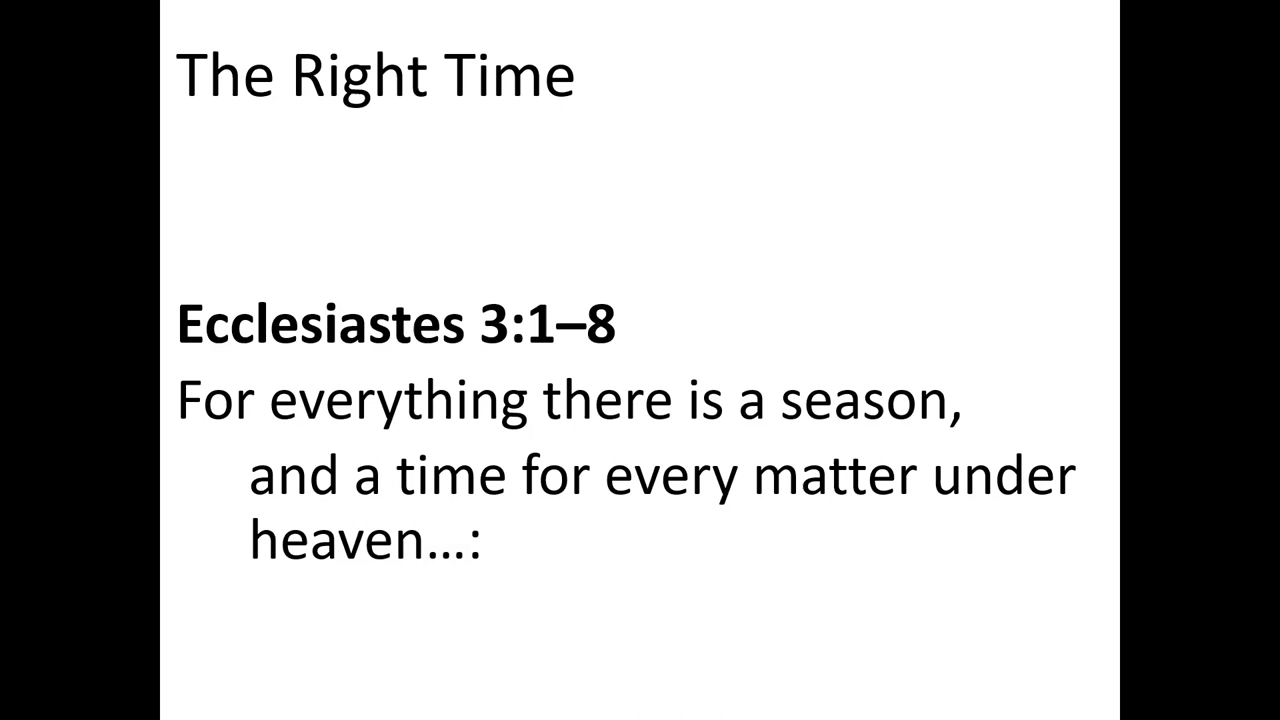 The Right Time
Ecclesiastes 3:1–8
For everything there is a season,
and a time for every matter under
heaven…: